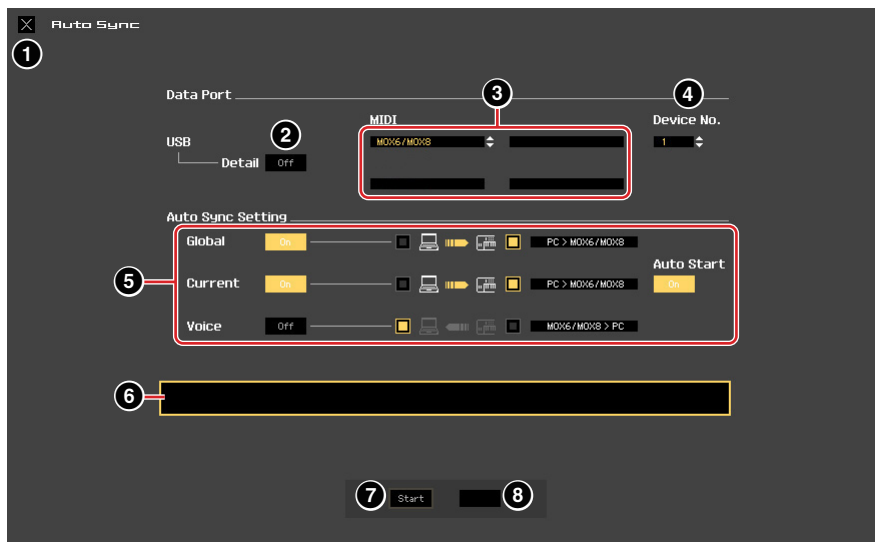 Auto Sync
1
Data Port
3
4
MIDI
Device No.
USB
2
MOX6/MOX8
1
Detail
Off
Auto Sync Setting
Global
On
PC > MOX6/MOX8
5
Current
On
PC > MOX6/MOX8
Auto Start
On
Voice
Off
MOX6/MOX8 > PC
6
7
Start
8